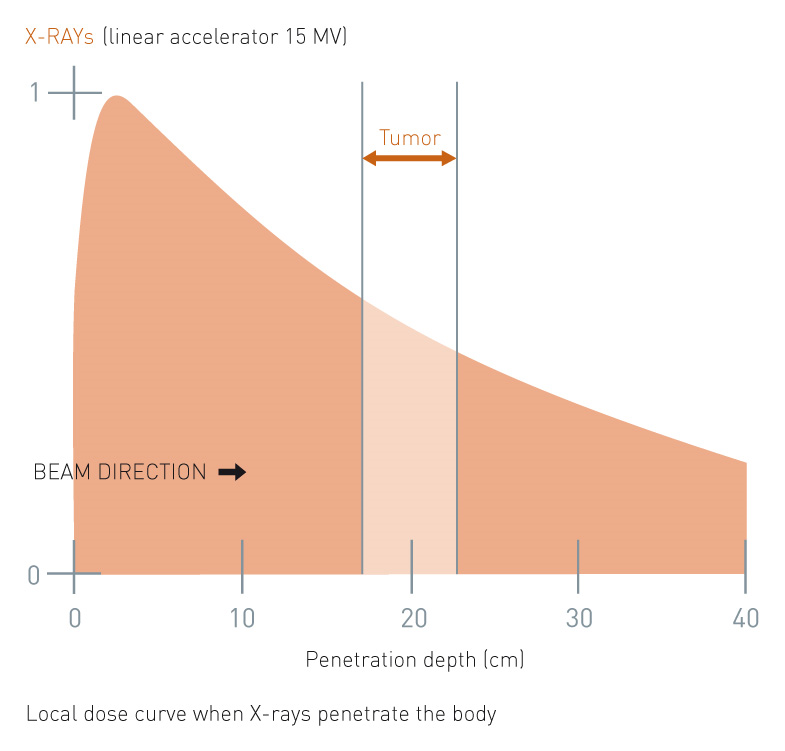 X-RAYs (linear accelerator 15 MV)
1
Tumor
BEAM DIRECTION
0
0 10 20 30 40
Penetration depth (cm)
Local dose curve when X-rays penetrate the body